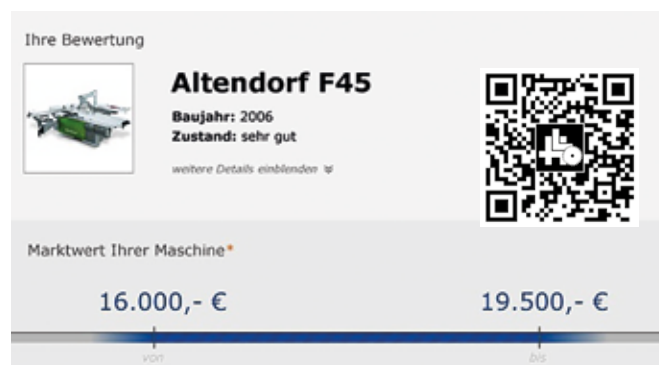 Ihre Bewertung
Altendorf F45
Baujahr: 2006
Zustand: sehr gut
weitere Details einblenden
Marktwert Ihrer Maschine*
16.000,- € 19.500,- €
von bis